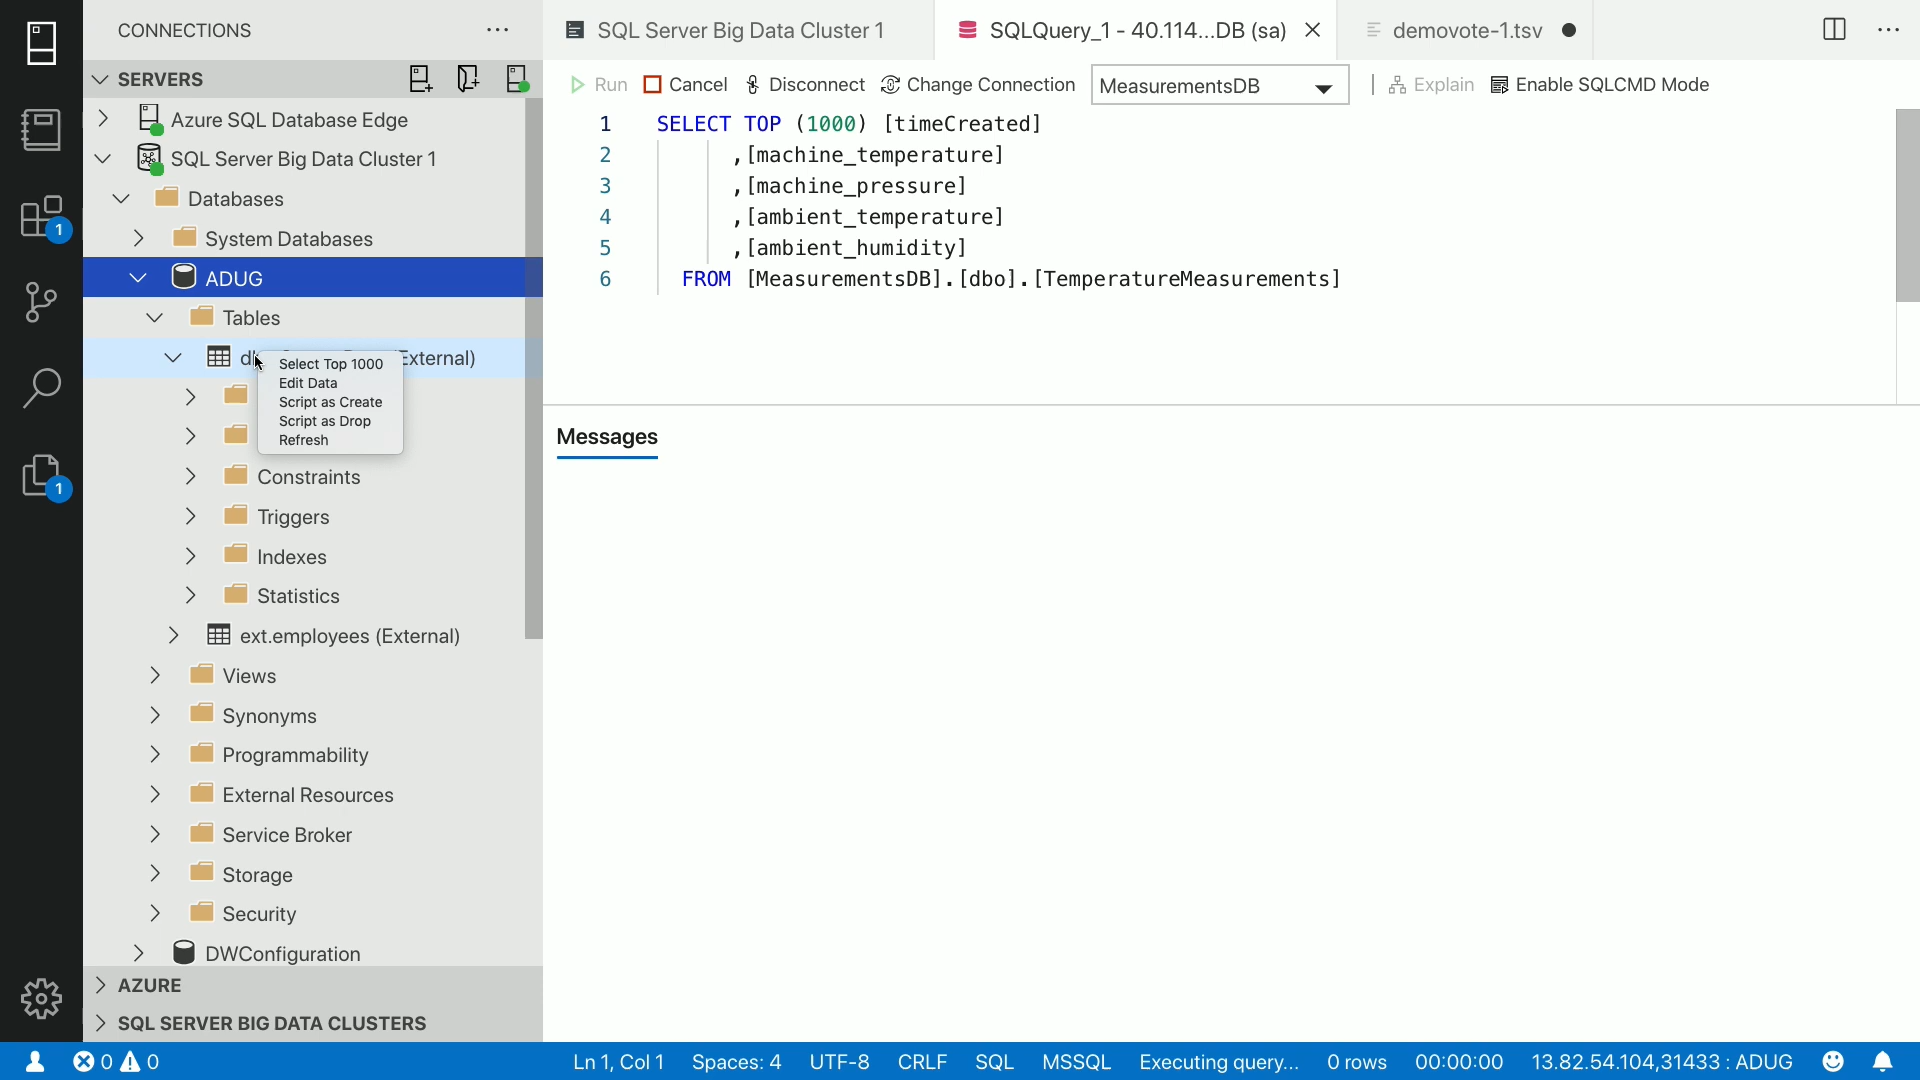 CONNECTIONS
SERVERS
Azure SQL Database Edge
SQL Server Big Data Cluster 1
Databases
System Databases
ADUG
Tables
External)
Select Top 1000
Edit Data
Script as Create
Script as Drop
Refresh
Constraints
Triggers
Indexes
Statistics
ext.employees (External)
Views
Synonyms
Programmability
External Resources
Service Broker
Storage
Security
DWConfiguration
AZURE
SQL SERVER BIG DATA CLUSTERS
1
1
SQL Server Big Data Cluster 1
SQLQuery_1 - 40.114...DB (sa)
demovote-1.tsv
Run Cancel Disconnect Change Connection MeasurementsDB Explain Enable SQLCMD Mode
1 SELECT TOP (1000) [timeCreated]
2 ,[machine_temperature]
3 ,[machine_pressure]
4 ,[ambient_temperature]
5 ,[ambient_humidity]
6 FROM [MeasurementsDB].[dbo].[TemperatureMeasurements]
Messages
0 0 Ln 1, Col 1 Spaces: 4 UTF-8 CRLF SQL MSSQL Executing query... 0 rows 00:00:00 13.82.54.104,31433 : ADUG